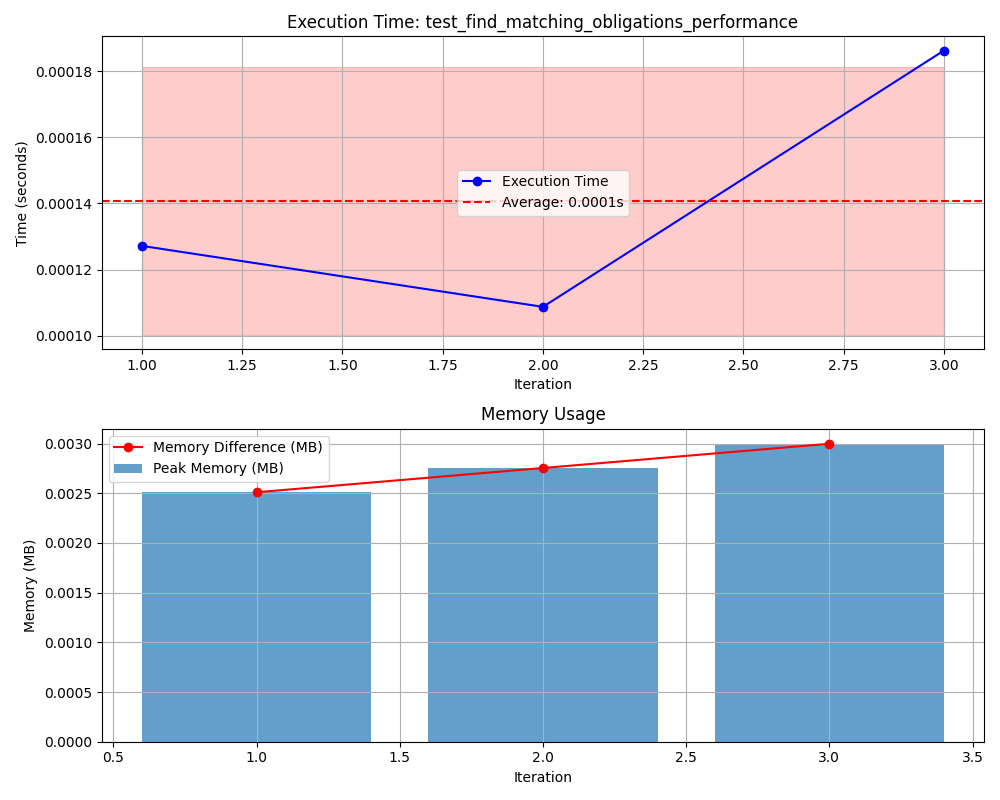 Execution Time: test_find_matching_obligations_performance
Time (seconds)
0.00018
0.00016
0.00014
0.00012
0.00010
Execution Time
Average: 0.0001s
1.00 1.25 1.50 1.75 2.00 2.25 2.50 2.75 3.00
Iteration
Memory Usage
Memory (MB)
0.0030
0.0025
0.0020
0.0015
0.0010
0.0005
0.0000
Memory Difference (MB)
Peak Memory (MB)
0.5 1.0 1.5 2.0 2.5 3.0 3.5
Iteration